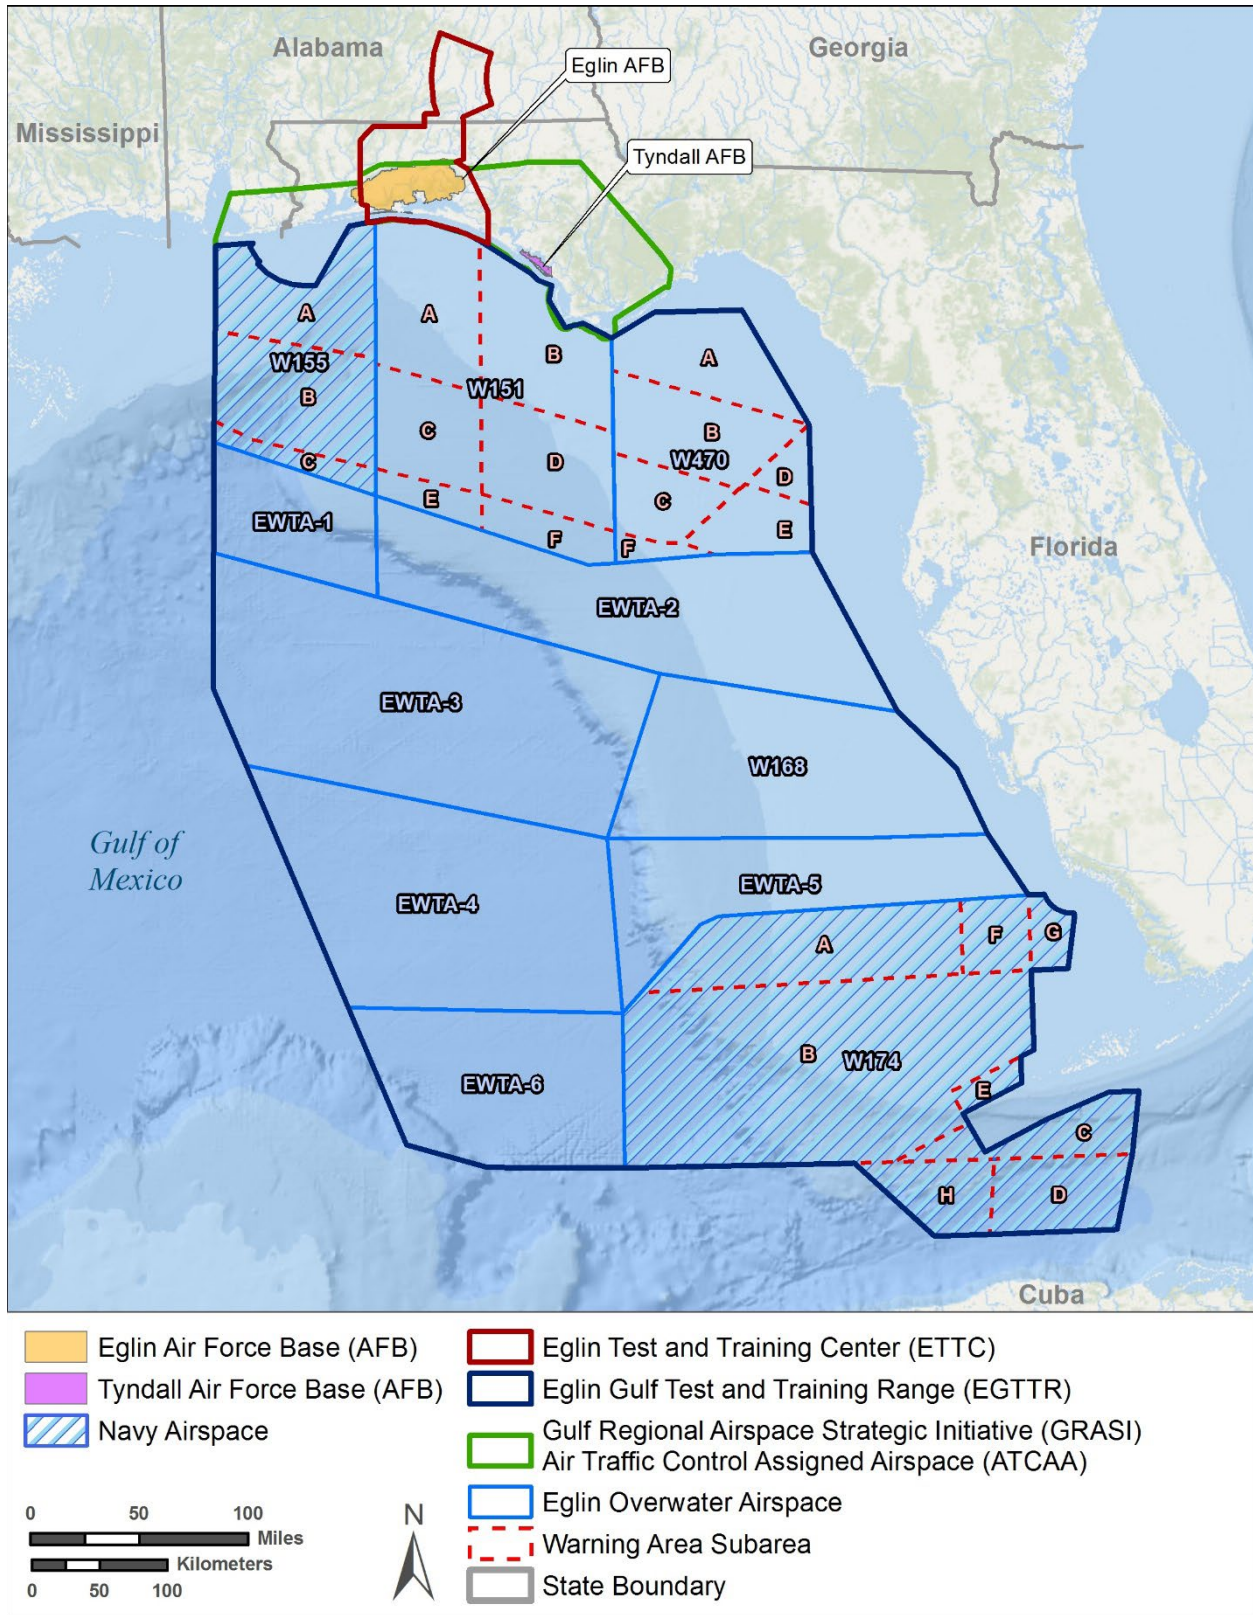 Alabama
Georgia
Eglin AFB
Mississippi
Tyndall AFB
A
A
B
A
W155
W151
B
C
B
W470
C
D
D
E
C
EWTA-1
F
F
E
Florida
EWTA-2
EWTA-3
W168
Gulf of
Mexico
EWTA-4
EWTA-5
A
F
G
B
W174
EWTA-6
E
C
H
D
Cuba
Eglin Air Force Base (AFB)
Tyndall Air Force Base (AFB)
Navy Airspace
Eglin Test and Training Center (ETTC)
Eglin Gulf Test and Training Range (EGTTR)
Gulf Regional Airspace Strategic Initiative (GRASI)
Air Traffic Control Assigned Airspace (ATCAA)
Eglin Overwater Airspace
Warning Area Subarea
State Boundary
0 50 100
Miles
Kilometers
0 50 100
N